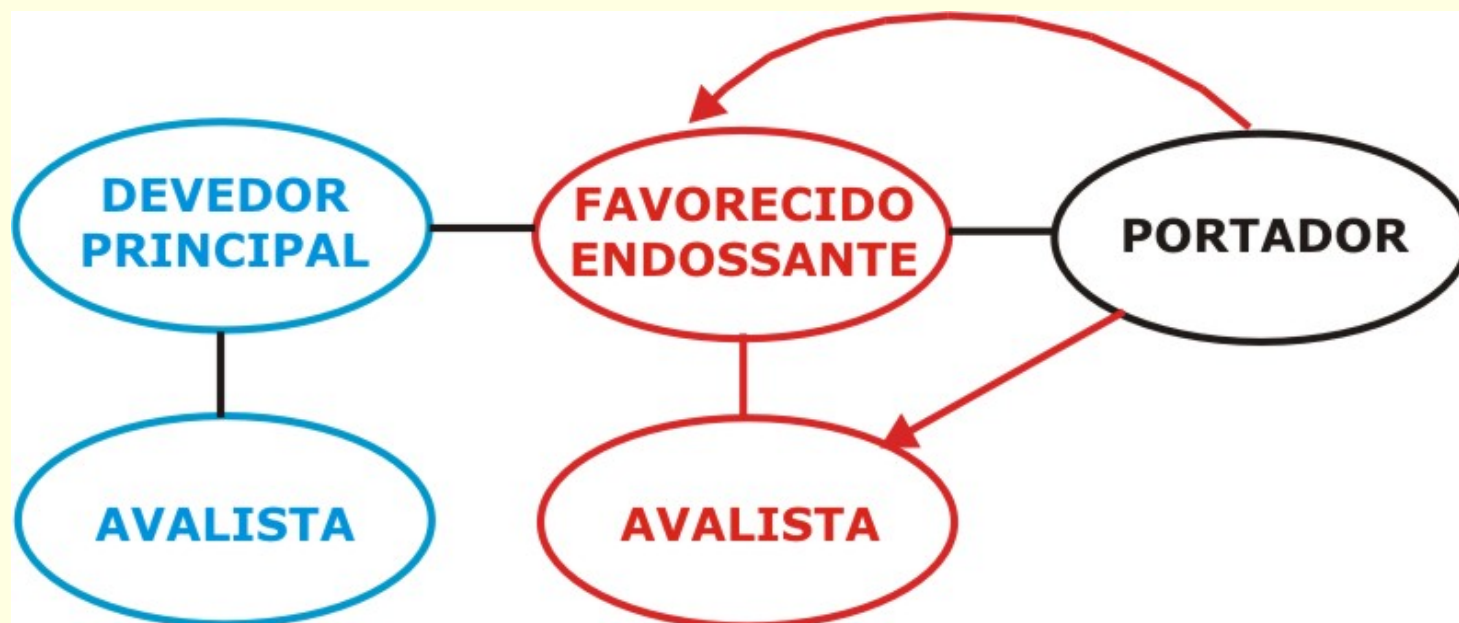 DEVEDOR
PRINCIPAL
FAVORECIDO
ENDOSSANTE
PORTADOR
AVALISTA
AVALISTA